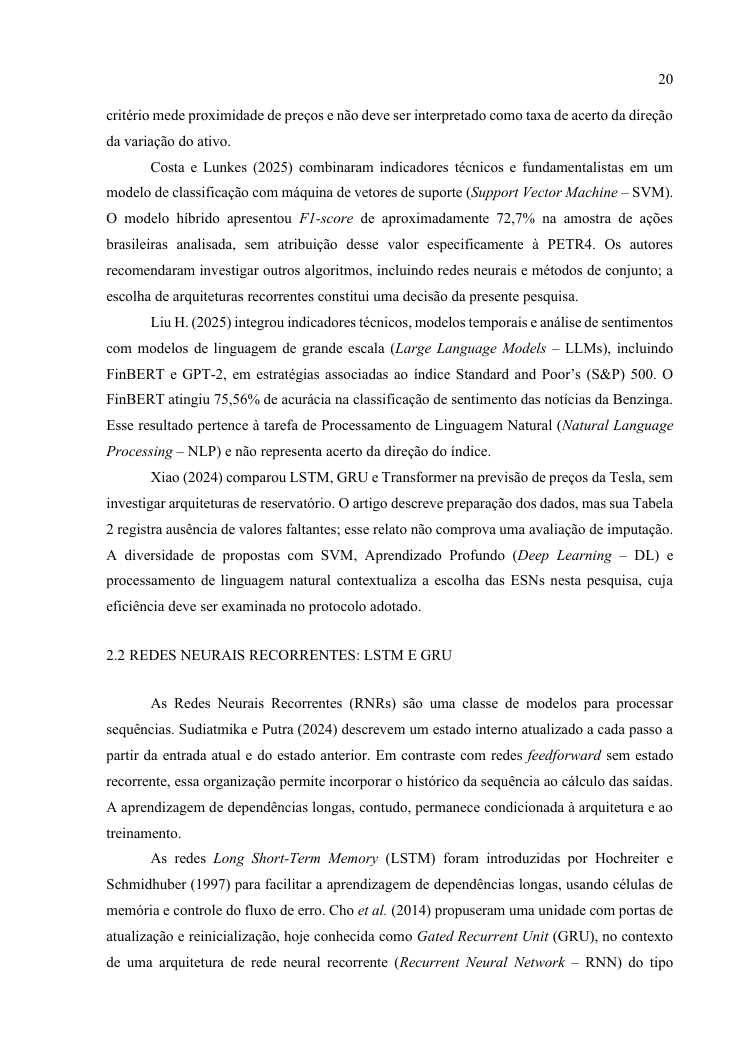 20
critério mede proximidade de preços e não deve ser interpretado como taxa de acerto da direção
da variação do ativo.
Costa e Lunkes (2025) combinaram indicadores técnicos e fundamentalistas em um
modelo de classificação com máquina de vetores de suporte (Support Vector Machine – SVM).
O modelo híbrido apresentou F1-score de aproximadamente 72,7% na amostra de ações
brasileiras analisada, sem atribuição desse valor especificamente à PETR4. Os autores
recomendaram investigar outros algoritmos, incluindo redes neurais e métodos de conjunto; a
escolha de arquiteturas recorrentes constitui uma decisão da presente pesquisa.
Liu H. (2025) integrou indicadores técnicos, modelos temporais e análise de sentimentos
com modelos de linguagem de grande escala (Large Language Models – LLMs), incluindo
FinBERT e GPT-2, em estratégias associadas ao índice Standard and Poor’s (S&P) 500. O
FinBERT atingiu 75,56% de acurácia na classificação de sentimento das notícias da Benzinga.
Esse resultado pertence à tarefa de Processamento de Linguagem Natural (Natural Language
Processing – NLP) e não representa acerto da direção do índice.
Xiao (2024) comparou LSTM, GRU e Transformer na previsão de preços da Tesla, sem
investigar arquiteturas de reservatório. O artigo descreve preparação dos dados, mas sua Tabela
2 registra ausência de valores faltantes; esse relato não comprova uma avaliação de imputação.
A diversidade de propostas com SVM, Aprendizado Profundo (Deep Learning – DL) e
processamento de linguagem natural contextualiza a escolha das ESNs nesta pesquisa, cuja
eficiência deve ser examinada no protocolo adotado.
2.2 REDES NEURAIS RECORRENTES: LSTM E GRU
As Redes Neurais Recorrentes (RNRs) são uma classe de modelos para processar
sequências. Sudiatmika e Putra (2024) descrevem um estado interno atualizado a cada passo a
partir da entrada atual e do estado anterior. Em contraste com redes feedforward sem estado
recorrente, essa organização permite incorporar o histórico da sequência ao cálculo das saídas.
A aprendizagem de dependências longas, contudo, permanece condicionada à arquitetura e ao
treinamento.
As redes Long Short-Term Memory (LSTM) foram introduzidas por Hochreiter e
Schmidhuber (1997) para facilitar a aprendizagem de dependências longas, usando células de
memória e controle do fluxo de erro. Cho et al. (2014) propuseram uma unidade com portas de
atualização e reinicialização, hoje conhecida como Gated Recurrent Unit (GRU), no contexto
de uma arquitetura de rede neural recorrente (Recurrent Neural Network – RNN) do tipo